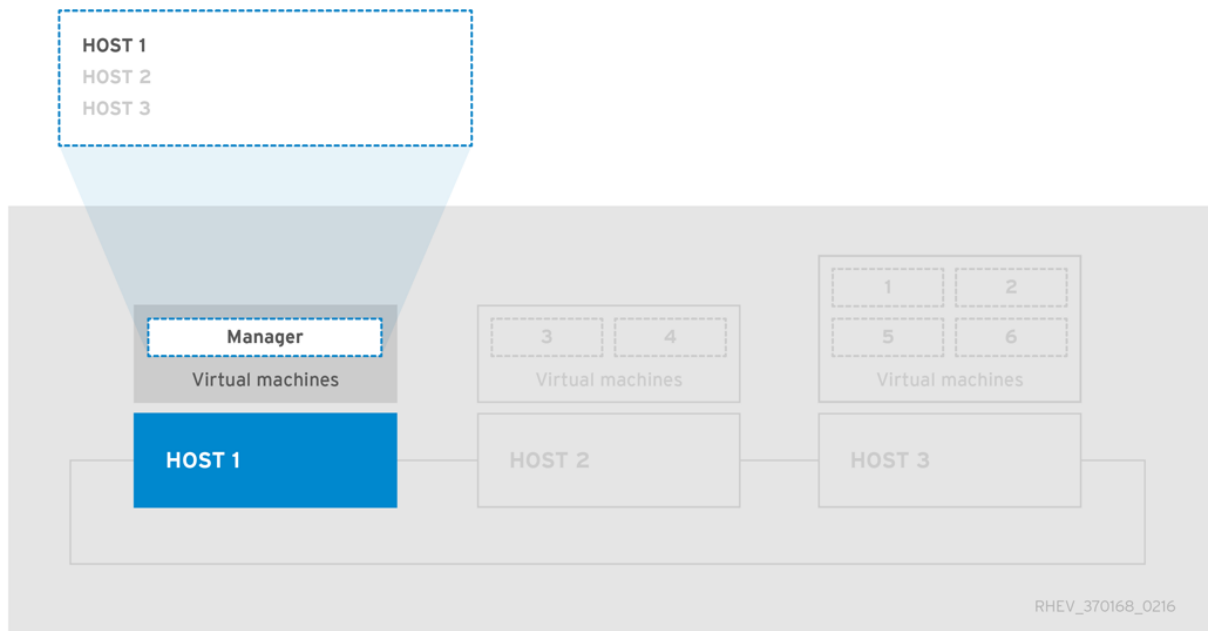 HOST 1
HOST 2
HOST 3
1 2
Manager 3 4 5 6
Virtual machines Virtual machines Virtual machines
HOST 1 HOST 2 HOST 3
RHEV_370168_0216